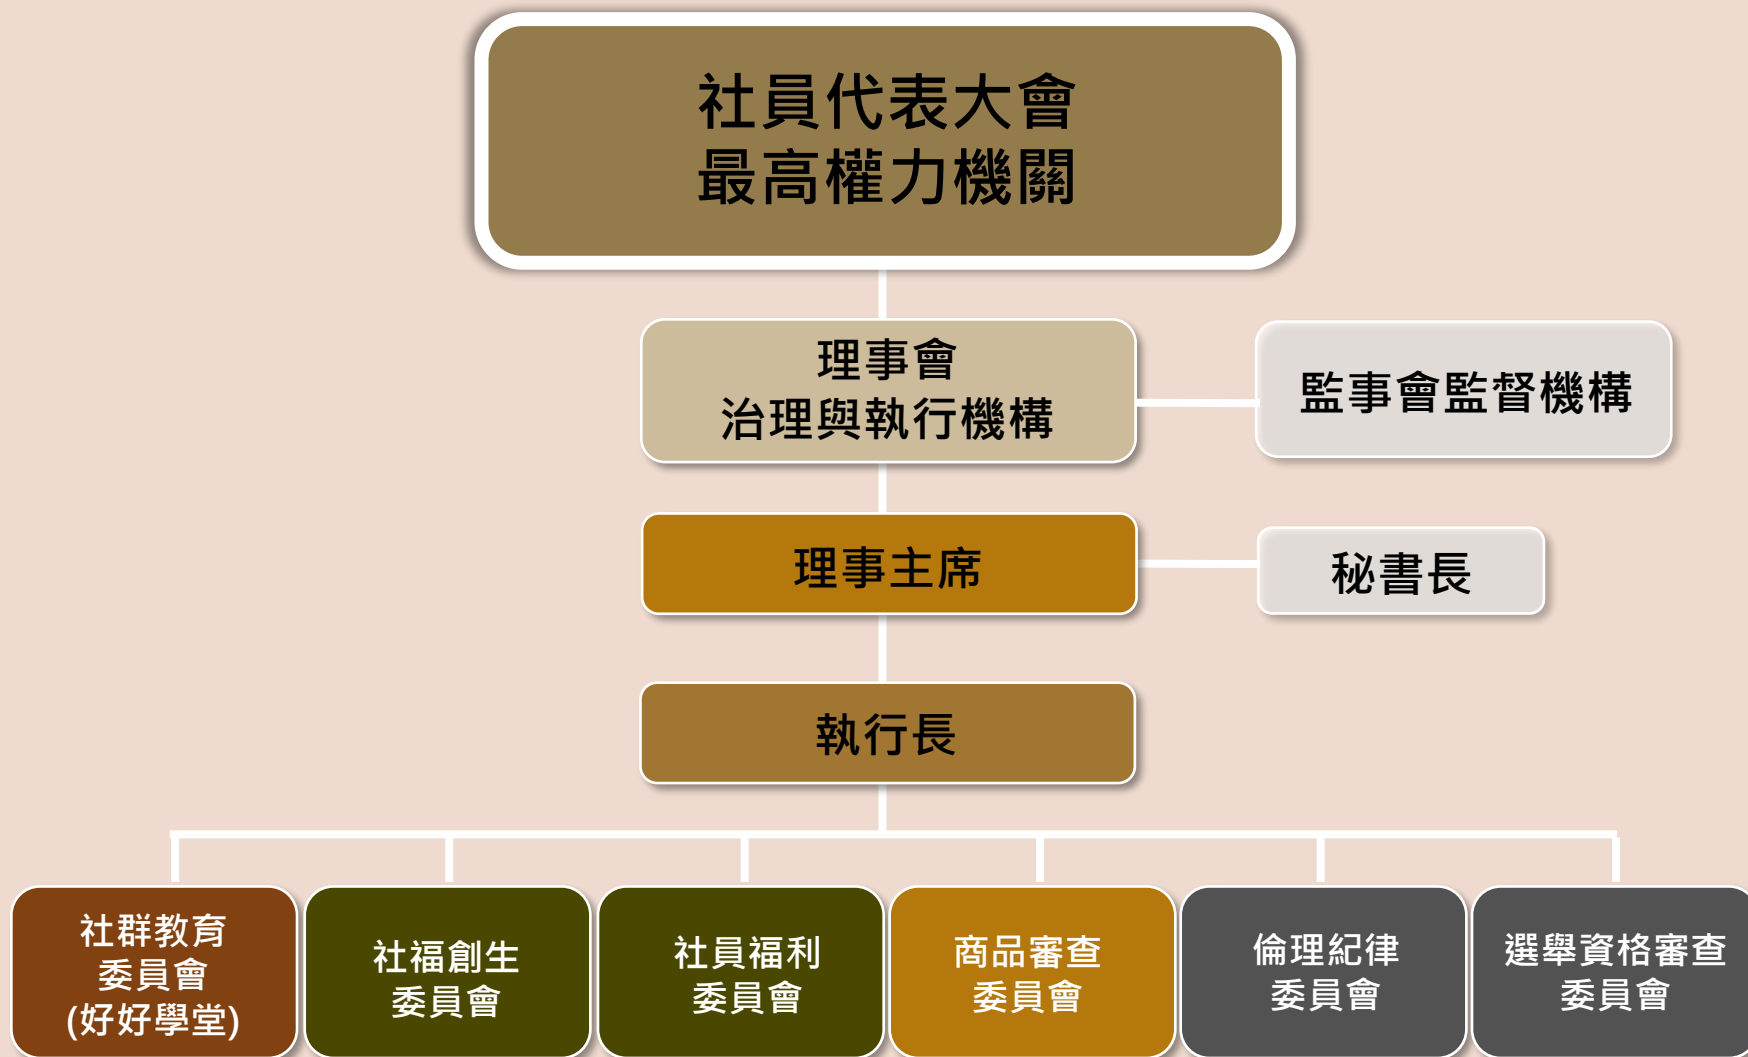 社員代表大會
最高權力機關
理事會
治理與執行機構
監事會監督機構
理事主席
秘書長
執行長
社群教育
委員會
(好好學堂)
社福創生
委員會
社員福利
委員會
商品審查
委員會
倫理紀律
委員會
選舉資格審查
委員會